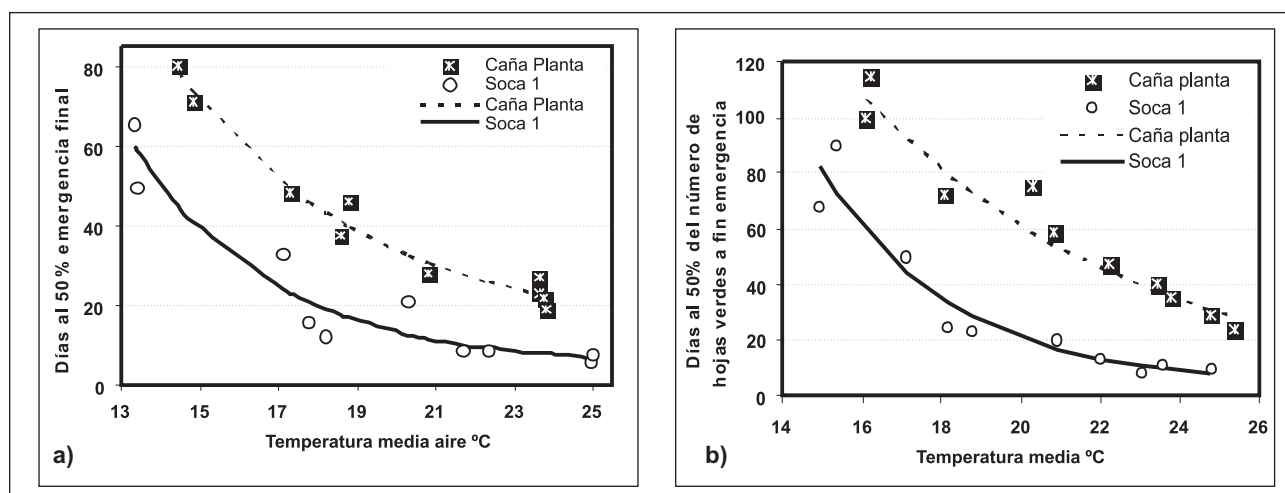 Días al 50% emergencia final
80
60
40
20
0
13
15
17
19
21
23
25
Temperatura media aire ºC
Caña Planta
Soca 1
Caña Planta
Soca 1
a)
Días al 50% del número de
hojas verdes a fin emergencia
120
100
80
60
40
20
0
14
16
18
20
22
24
26
Temperatura media ºC
Caña planta
Soca 1
Caña planta
Soca 1
b)